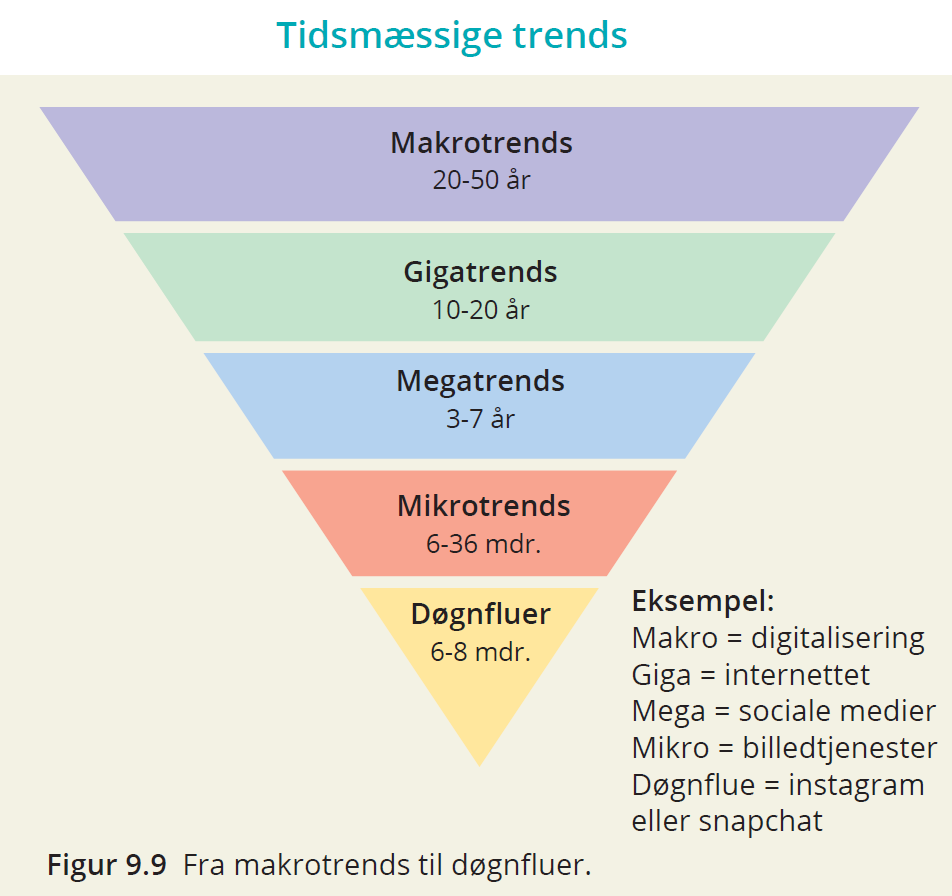 Tidsmæssige trends
Makrotrends
20-50 år
Gigatrends
10-20 år
Megatrends
3-7 år
Mikrotrends
6-36 mdr.
Døgnfluer
6-8 mdr.
Eksempel:
Makro = digitalisering
Giga = internettet
Mega = sociale medier
Mikro = billedtjenester
Døgnflue = instagram
eller snapchat
Figur 9.9 Fra makrotrends til døgnfluer.